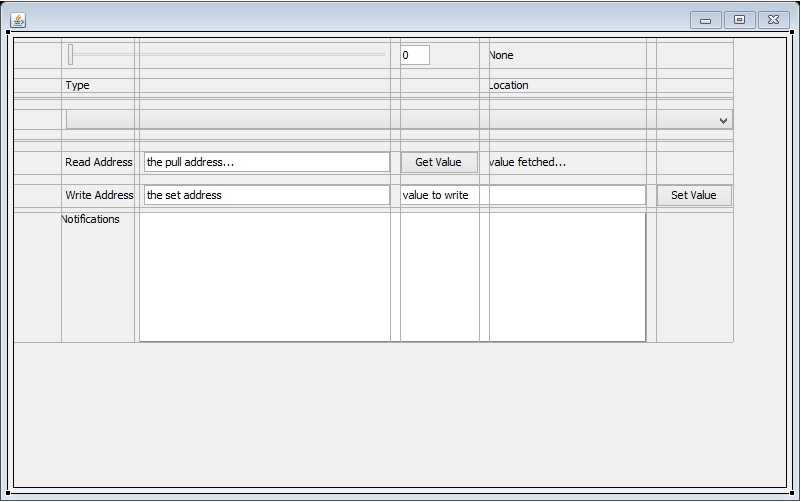 0 None
Type Location
Read Address the pull address... Get Value value fetched...
Write Address the set address value to write Set Value
Notifications